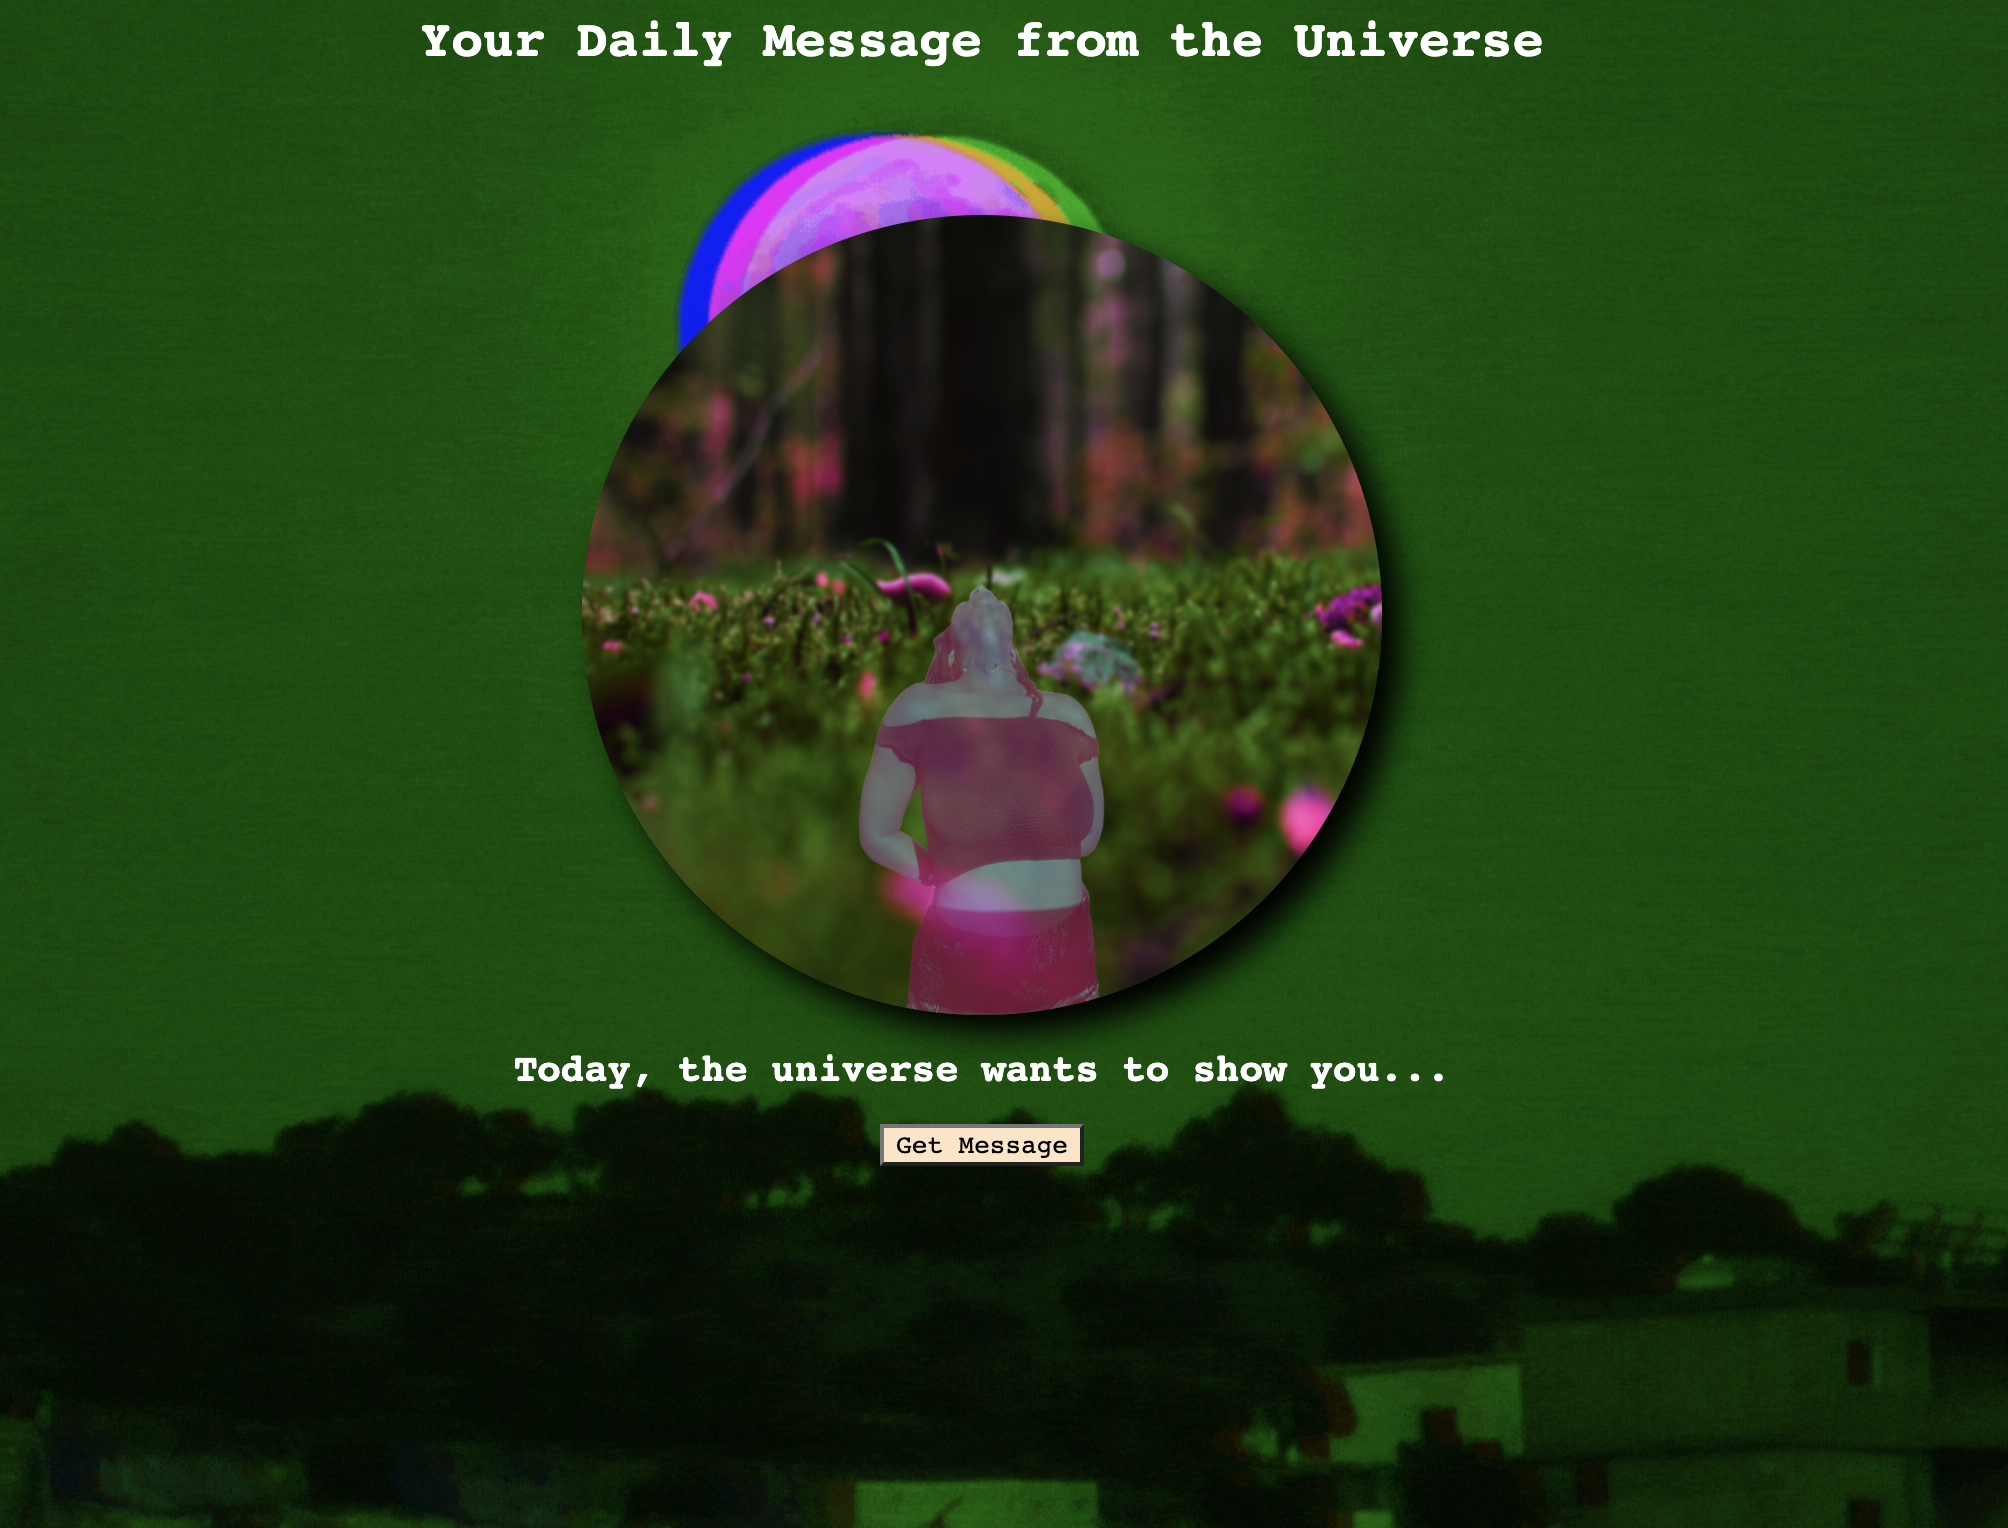 Your Daily Message from the Universe
Today, the universe wants to show you...
Get Message